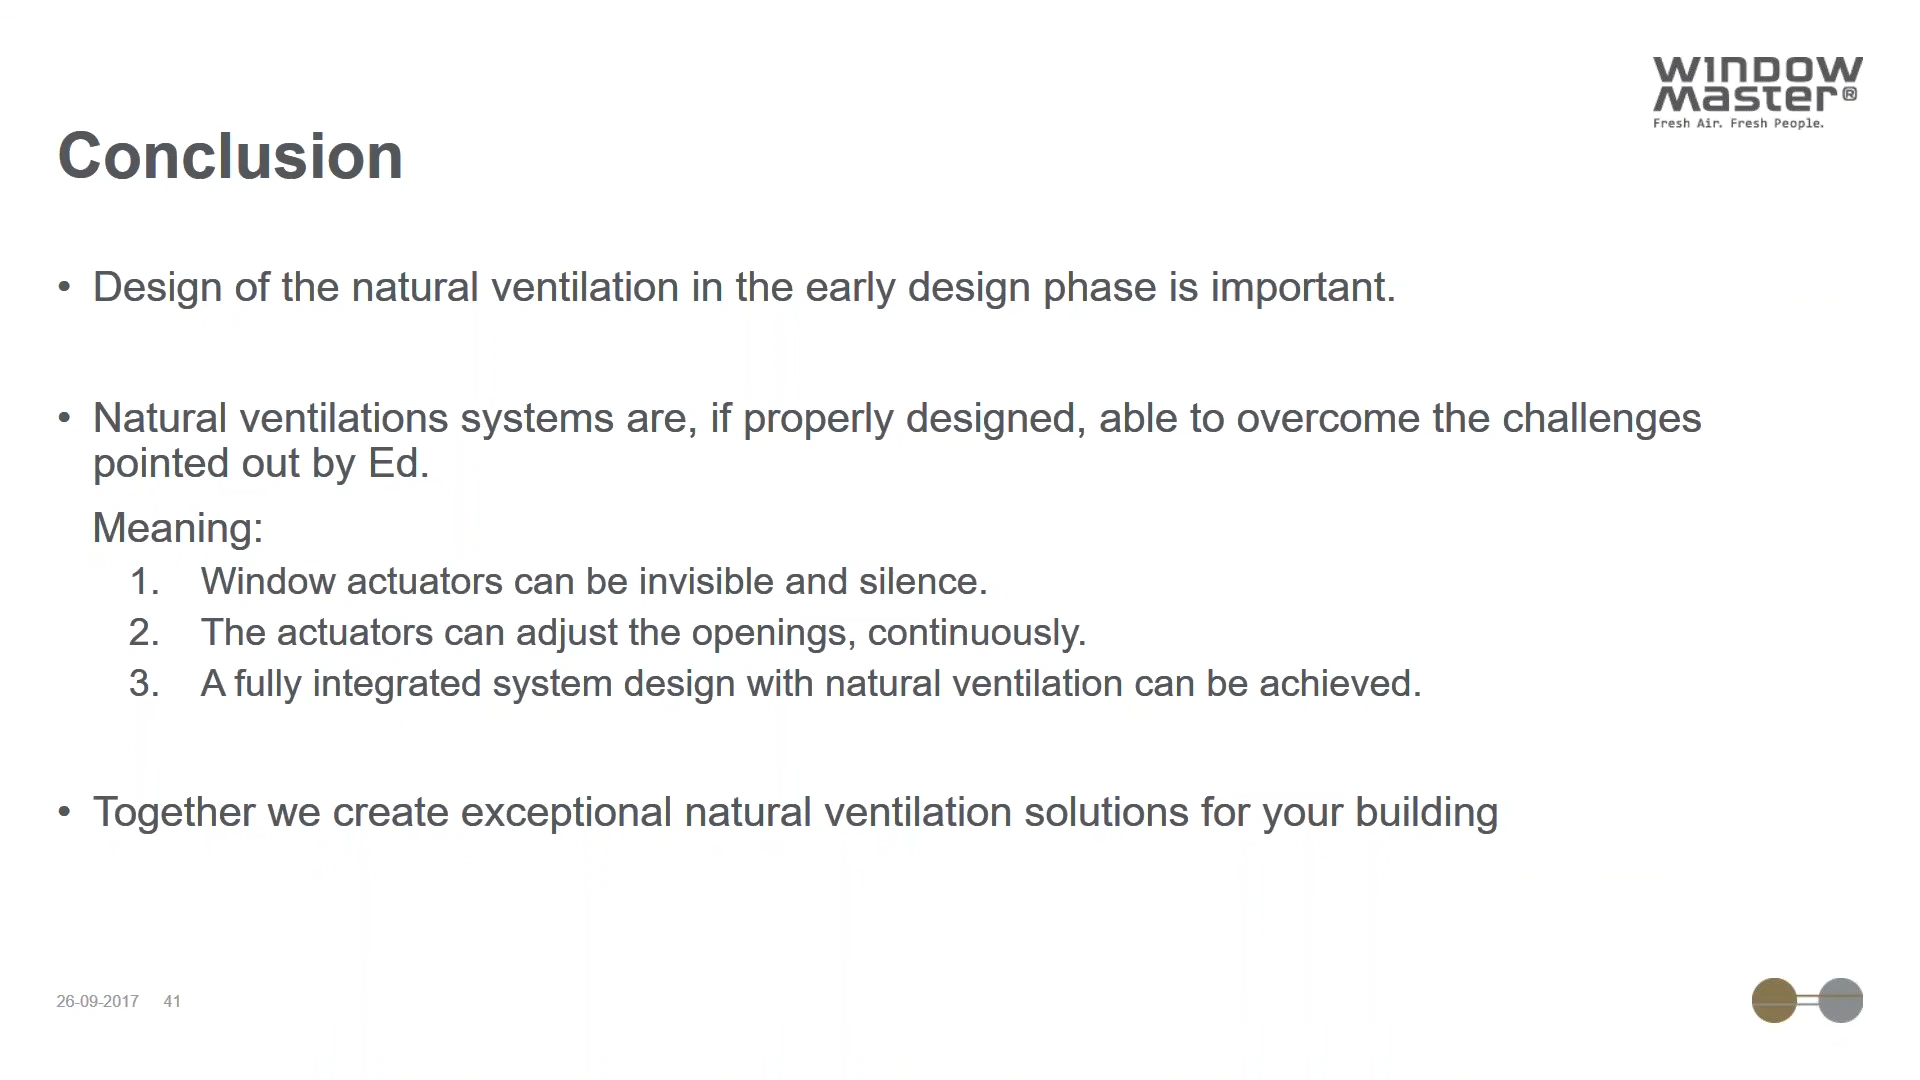 WINDOW
Master®
Fresh Air. Fresh People.
Conclusion
• Design of the natural ventilation in the early design phase is important.
• Natural ventilations systems are, if properly designed, able to overcome the challenges
pointed out by Ed.
Meaning:
1. Window actuators can be invisible and silence.
2. The actuators can adjust the openings, continuously.
3. A fully integrated system design with natural ventilation can be achieved.
• Together we create exceptional natural ventilation solutions for your building
26-09-2017 41